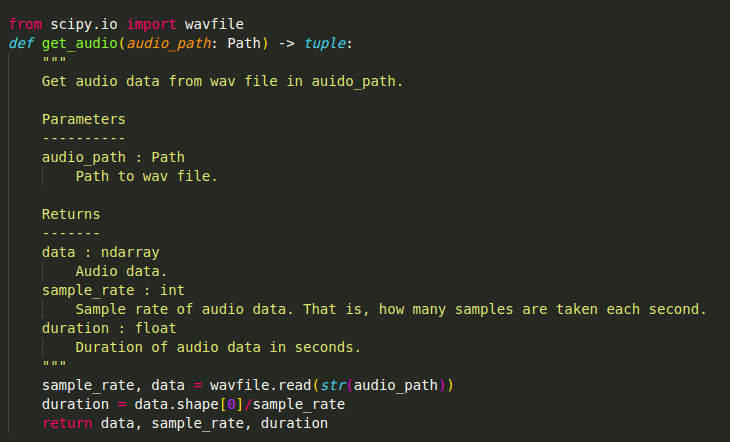 from scipy.io import wavfile
def get_audio(audio_path: Path) -> tuple:
    """
    Get audio data from wav file in auido_path.

    Parameters
    ----------
    audio_path : Path
        Path to wav file.

    Returns
    -------
    data : ndarray
        Audio data.
    sample_rate : int
        Sample rate of audio data. That is, how many samples are taken each second.
    duration : float
        Duration of audio data in seconds.
    """
    sample_rate, data = wavfile.read(str(audio_path))
    duration = data.shape[0]/sample_rate
    return data, sample_rate, duration